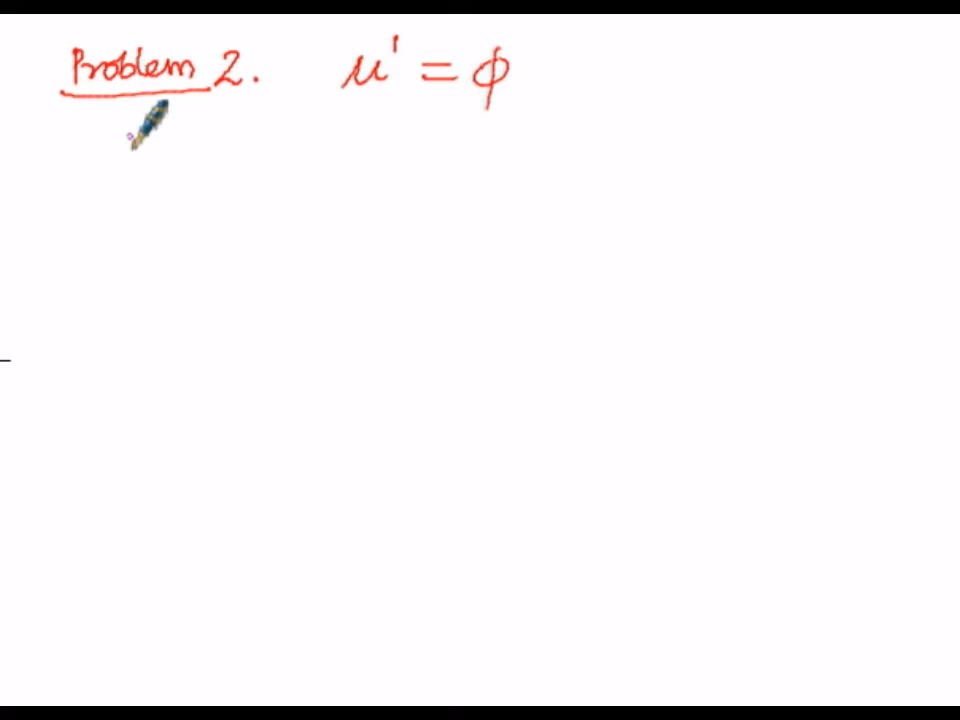 Problem 2. u' = ϕ